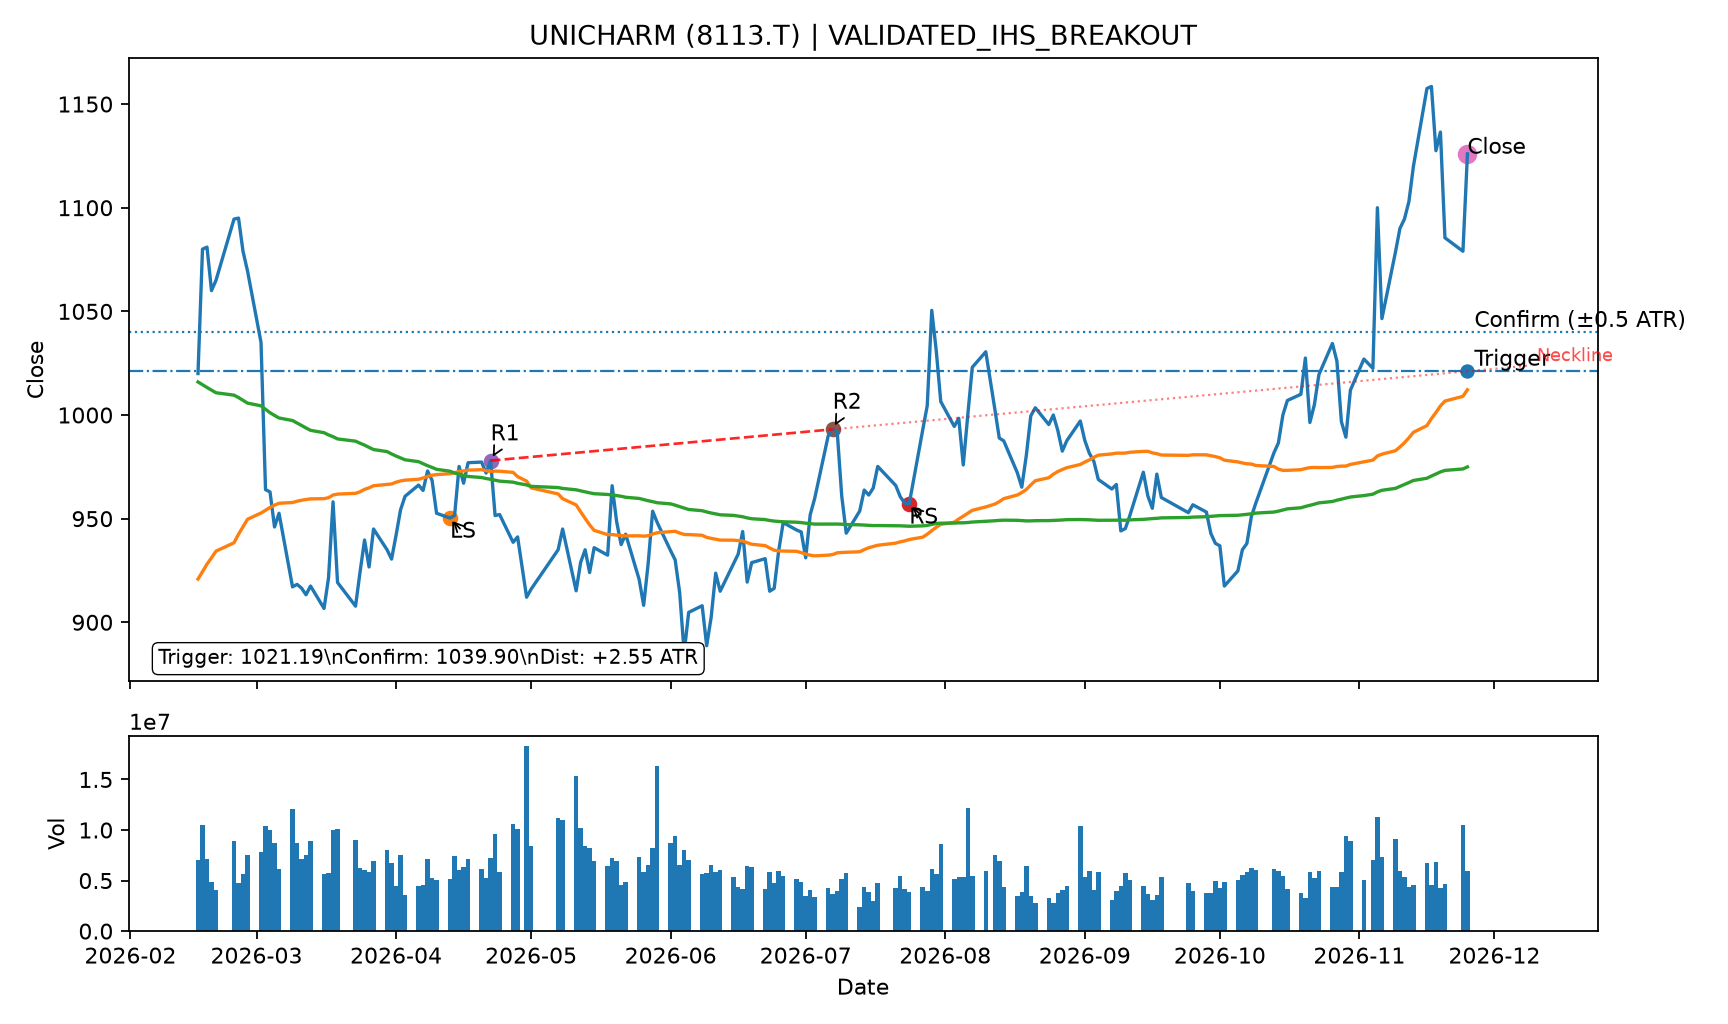 UNICHARM (8113.T) | VALIDATED_IHS_BREAKOUT
Close
1150
1100
1050
1000
950
900
Close
Confirm (±0.5 ATR)
Trigger
Neckline
R1
R2
LS
RS
Trigger: 1021.19\nConfirm: 1039.90\nDist: +2.55 ATR
1e7
Vol
1.5
1.0
0.5
0.0
2026-02 2026-03 2026-04 2026-05 2026-06 2026-07 2026-08 2026-09 2026-10 2026-11 2026-12
Date